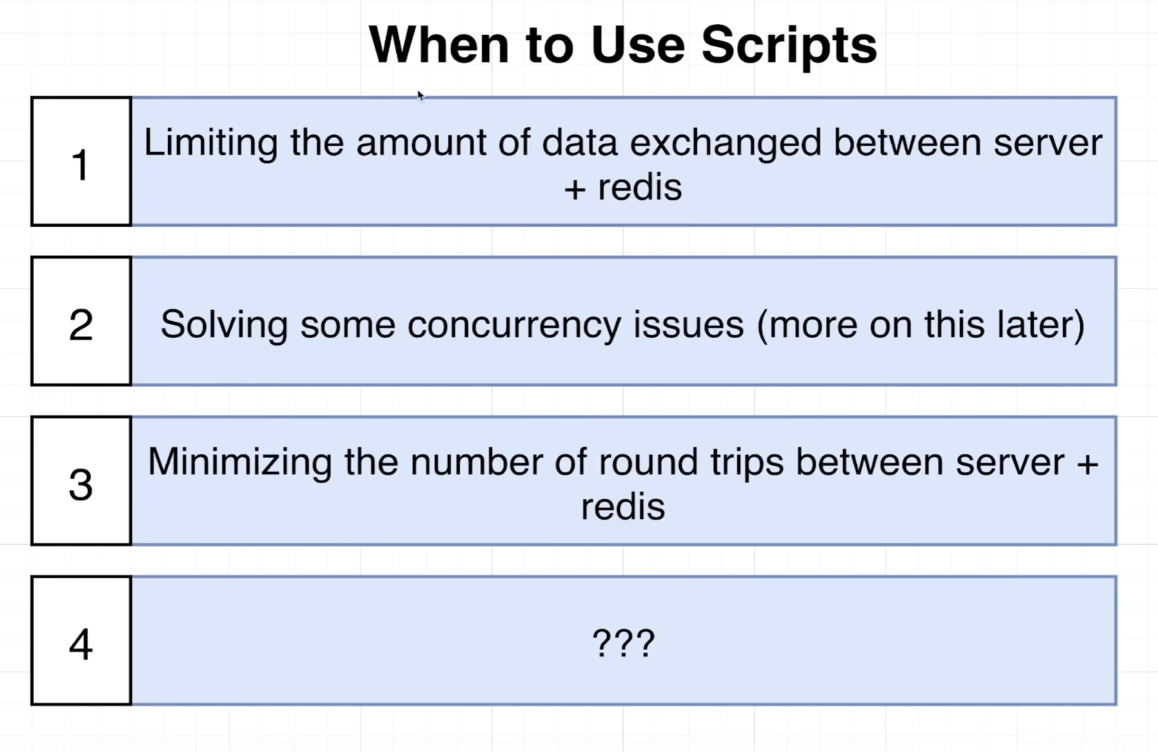 When to Use Scripts
1
Limiting the amount of data exchanged between server
+ redis
2
Solving some concurrency issues (more on this later)
3
Minimizing the number of round trips between server +
redis
4
???